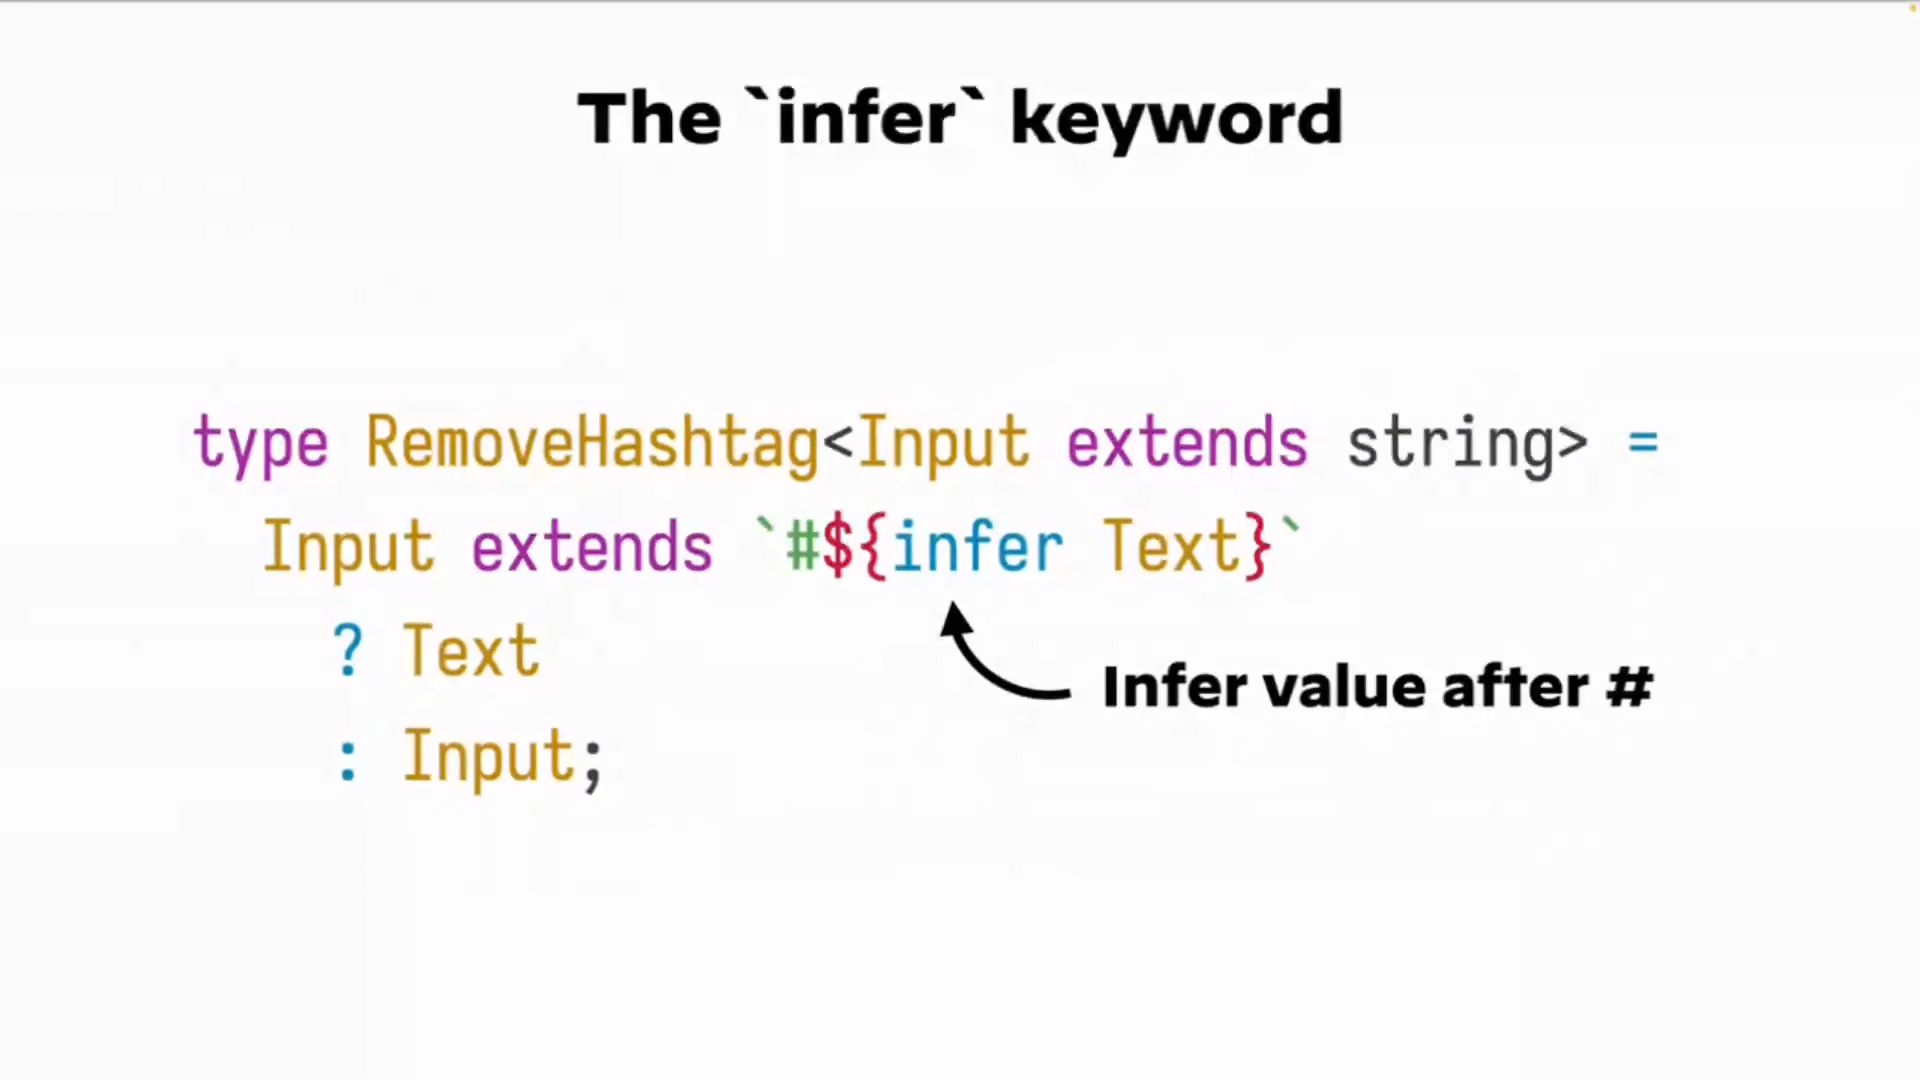 The `infer` keyword
type RemoveHashtag<Input extends string> =
Input extends `#${infer Text}`
? Text
Infer value after #
: Input;